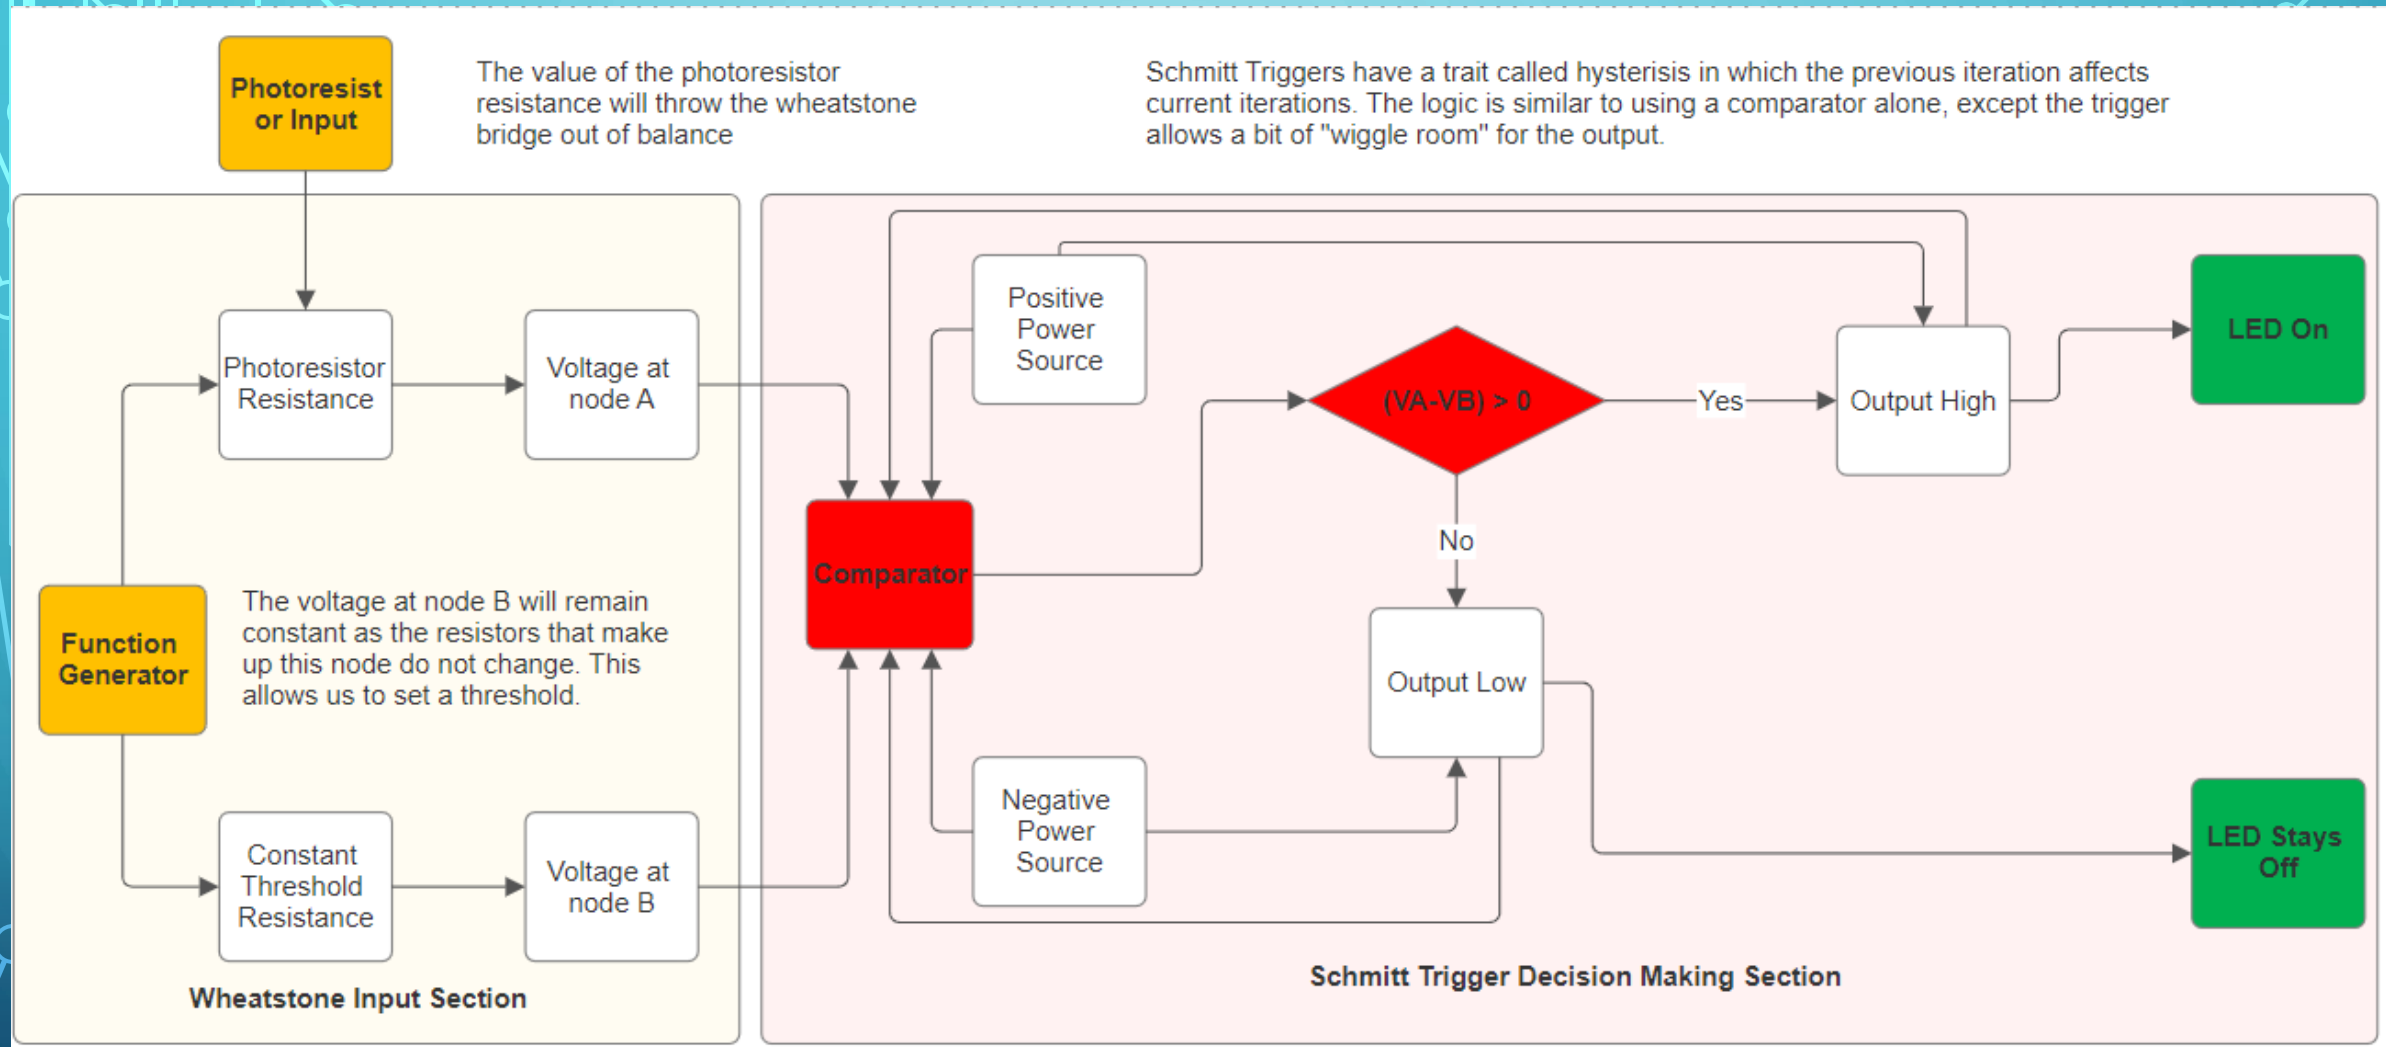 Photoresist
or Input
The value of the photoresistor
resistance will throw the wheatstone
bridge out of balance
Schmitt Triggers have a trait called hysterisis in which the previous iteration affects
current iterations. The logic is similar to using a comparator alone, except the trigger
allows a bit of "wiggle room" for the output.
Photoresistor
Resistance
Voltage at
node A
Function
Generator
The voltage at node B will remain
constant as the resistors that make
up this node do not change. This
allows us to set a threshold.
Constant
Threshold
Resistance
Voltage at
node B
Wheatstone Input Section
Positive
Power
Source
Comparator
(VA-VB) > 0
Yes
Output High
LED On
No
Output Low
Negative
Power
Source
LED Stays
Off
Schmitt Trigger Decision Making Section